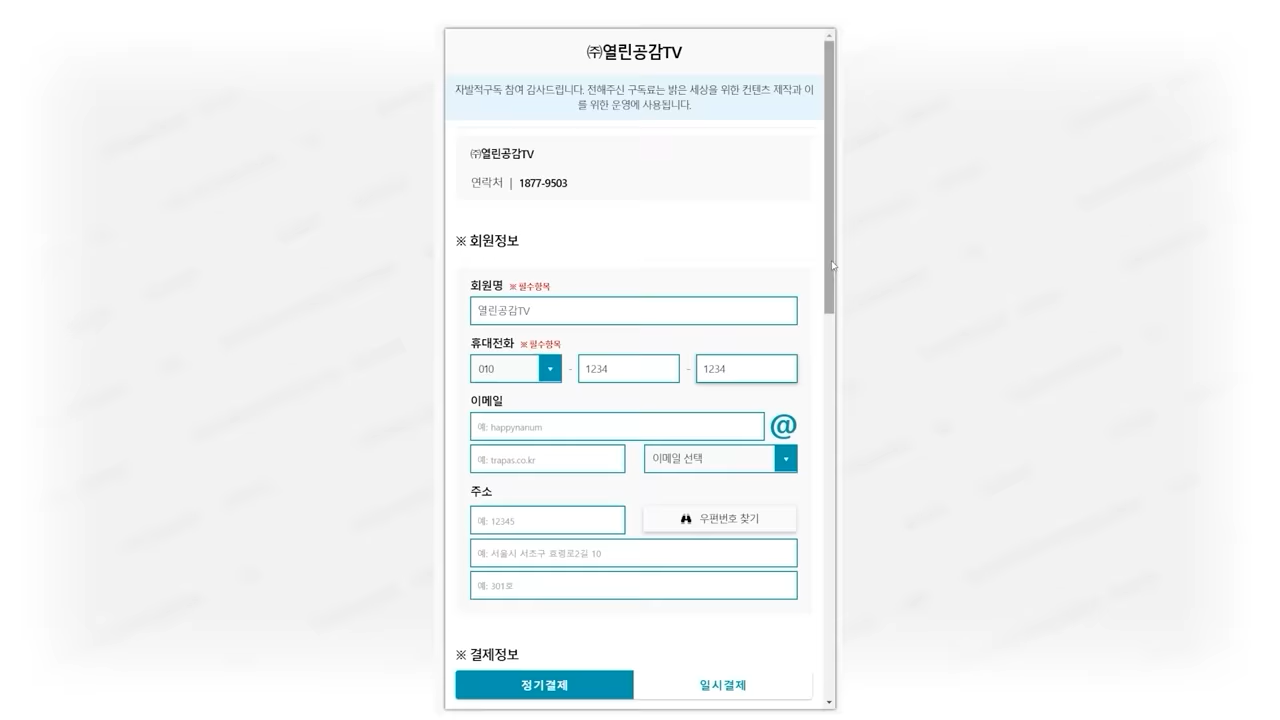 ㈜열린공감TV
자발적구독 참여 감사드립니다. 전해주신 구독료는 밝은 세상을 위한 컨텐츠 제작과 이
를 위한 운영에 사용됩니다.
㈜열린공감TV
연락처 | 1877-9503
※ 회원정보
회원명 ※ 필수항목
열린공감TV
휴대전화 ※ 필수항목
010 - 1234 - 1234
이메일
예: happynanum @
예: trapas.co.kr 이메일 선택
주소
예: 12345 우편번호 찾기
예: 서울시 서초구 효령로2길 10
예: 301호
※ 결제정보
정기결제 일시결제